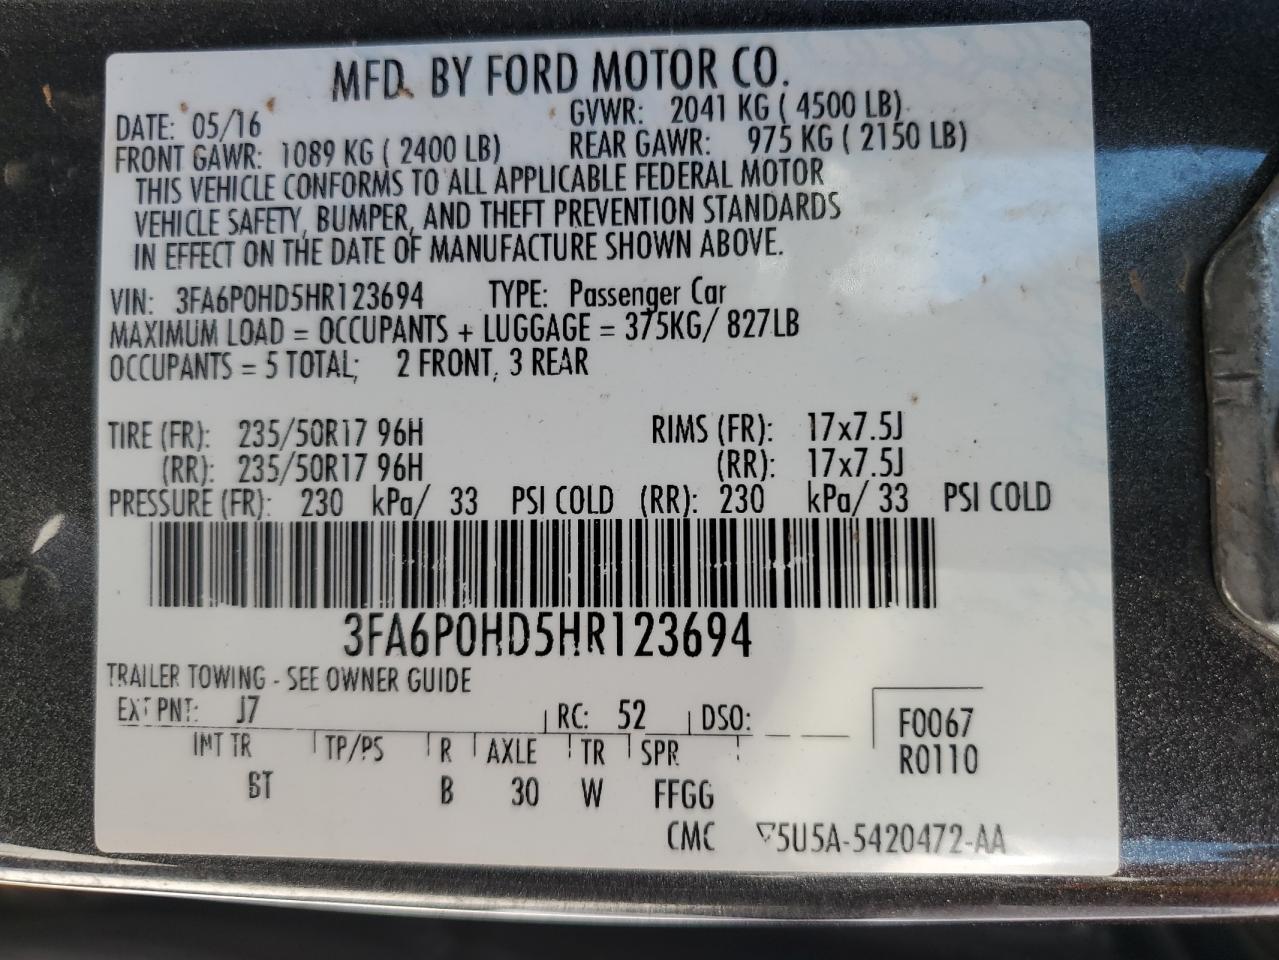 MFD. BY FORD MOTOR CO.
DATE: 05/16 GVWR: 2041 KG ( 4500 LB)
FRONT GAWR: 1089 KG ( 2400 LB) REAR GAWR: 975 KG ( 2150 LB)
THIS VEHICLE CONFORMS TO ALL APPLICABLE FEDERAL MOTOR
VEHICLE SAFETY, BUMPER, AND THEFT PREVENTION STANDARDS
IN EFFECT ON THE DATE OF MANUFACTURE SHOWN ABOVE.
VIN: 3FA6P0HD5HR123694 TYPE: Passenger Car
MAXIMUM LOAD = OCCUPANTS + LUGGAGE = 375KG/ 827LB
OCCUPANTS = 5 TOTAL; 2 FRONT, 3 REAR
TIRE (FR): 235/50R17 96H RIMS (FR): 17x7.5J
(RR): 235/50R17 96H (RR): 17x7.5J
PRESSURE (FR): 230 kPa/ 33 PSI COLD (RR): 230 kPa/ 33 PSI COLD
3FA6P0HD5HR123694
TRAILER TOWING - SEE OWNER GUIDE
EXT PNT: J7 RC: 52 DSO: F0067
INT TR TP/PS R AXLE TR SPR R0110
ST B 30 W FFGG
CMC ▽5U5A-5420472-AA